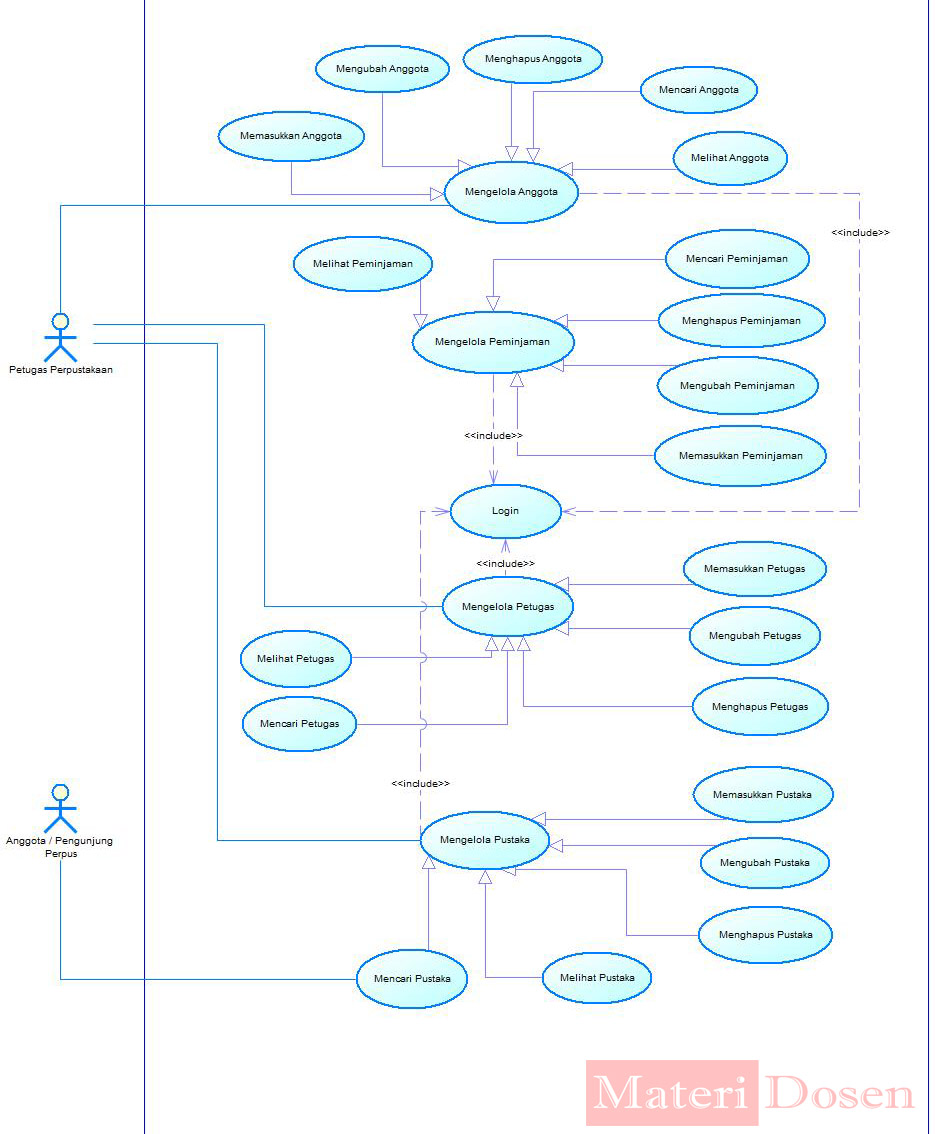 Mengubah Anggota
Menghapus Anggota
Mencari Anggota
Memasukkan Anggota
Melihat Anggota
Mengelola Anggota
<<include>>
Melihat Peminjaman
Mencari Peminjaman
Menghapus Peminjaman
Mengelola Peminjaman
Petugas Perpustakaan
Mengubah Peminjaman
<<include>>
Memasukkan Peminjaman
Login
<<include>>
Memasukkan Petugas
Mengelola Petugas
Mengubah Petugas
Melihat Petugas
Menghapus Petugas
Mencari Petugas
<<include>>
Memasukkan Pustaka
Anggota / Pengunjung
Perpus
Mengelola Pustaka
Mengubah Pustaka
Menghapus Pustaka
Mencari Pustaka
Melihat Pustaka
Materi Dosen